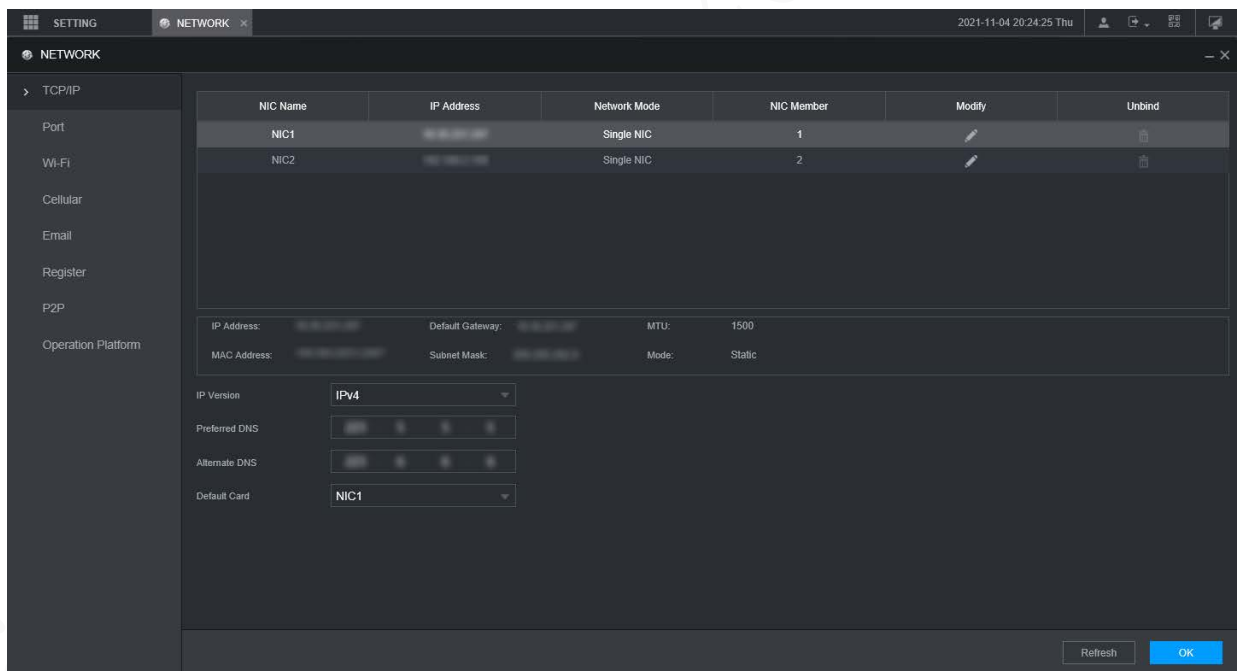 SETTING NETWORK × 2021-11-04 20:24:25 Thu
NETWORK
TCP/IP
Port
Wi-Fi
Cellular
Email
Register
P2P
Operation Platform
NIC Name IP Address Network Mode NIC Member Modify Unbind
NIC1 Single NIC 1
NIC2 Single NIC 2
IP Address: Default Gateway: MTU: 1500
MAC Address: Subnet Mask: Mode: Static
IP Version IPv4
Preferred DNS
Alternate DNS
Default Card NIC1
Refresh OK